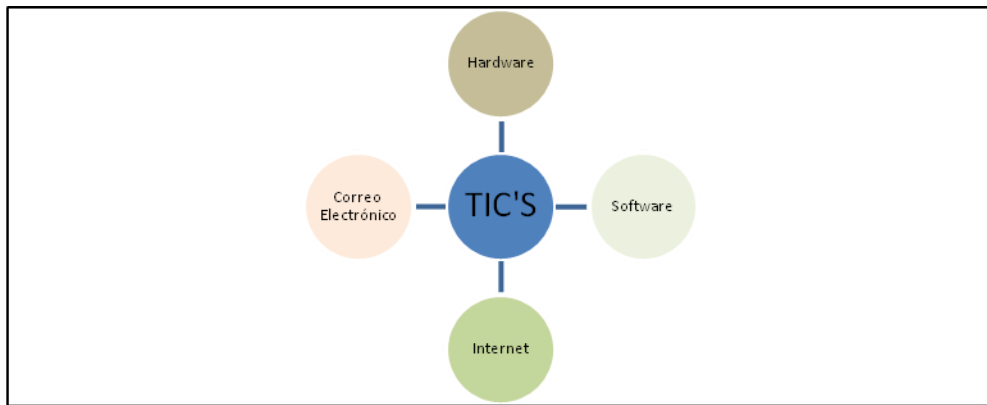 Hardware
Correo
Electrónico
TIC'S
Software
Internet